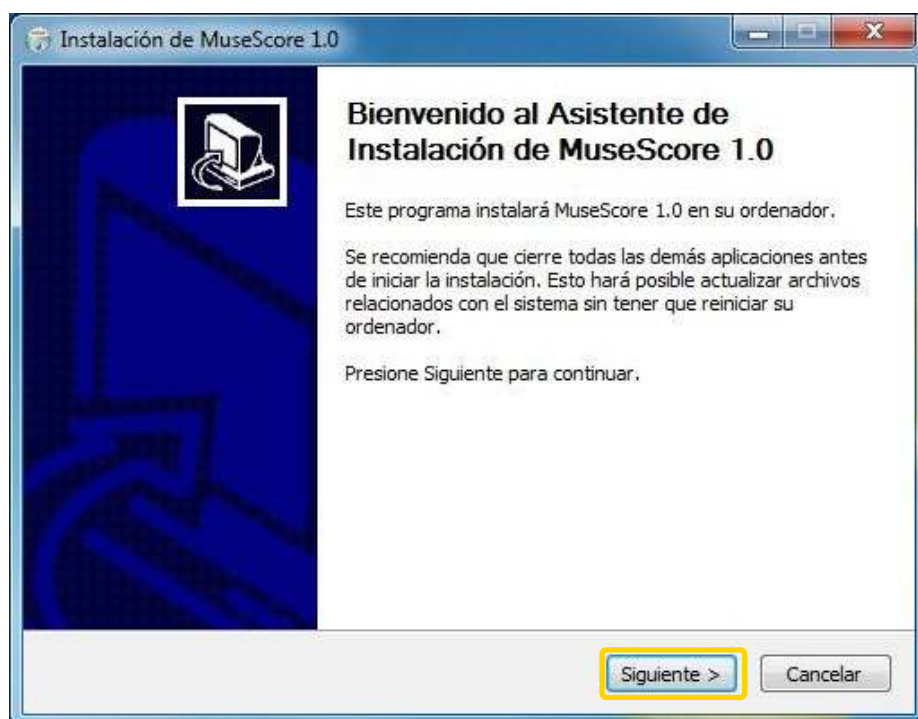 Instalación de MuseScore 1.0
Bienvenido al Asistente de
Instalación de MuseScore 1.0
Este programa instalará MuseScore 1.0 en su ordenador.
Se recomienda que cierre todas las demás aplicaciones antes
de iniciar la instalación. Esto hará posible actualizar archivos
relacionados con el sistema sin tener que reiniciar su
ordenador.
Presione Siguiente para continuar.
Siguiente >
Cancelar